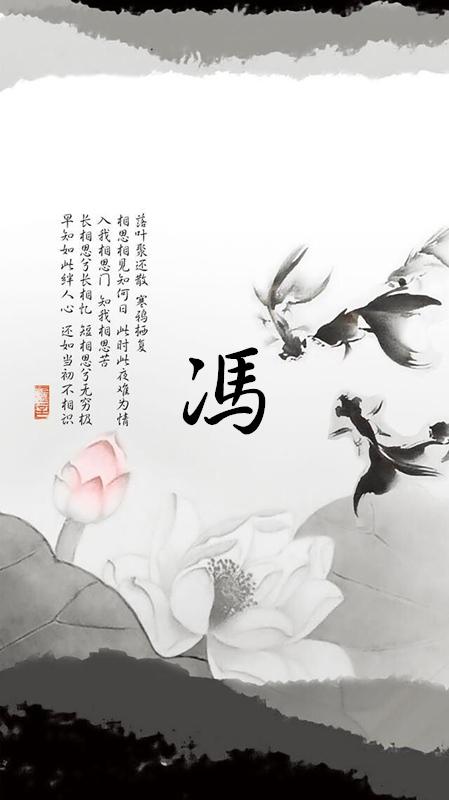 落叶聚还散 寒鸦栖复
相思相见知何日 此时此夜难为情
入我相思门 知我相思苦
长相思兮长相忆 短相思兮无穷极
早知如此绊人心 还如当初不相识
馮